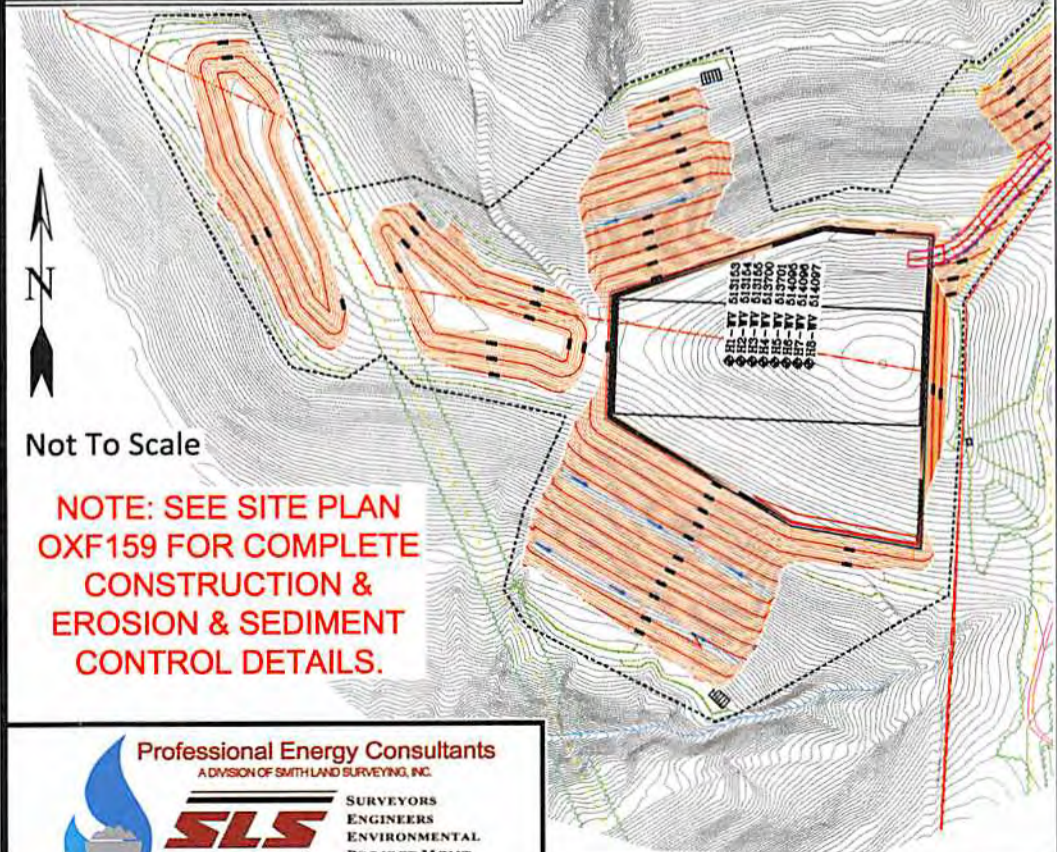 H1-WV 513153
H2-WV 513154
H3-WV 513155
H4-WV 513700
H5-WV 513701
H6-WV 514095
H7-WV 514096
H8-WV 514097
N
Not To Scale
NOTE: SEE SITE PLAN
OXF159 FOR COMPLETE
CONSTRUCTION &
EROSION & SEDIMENT
CONTROL DETAILS.
Professional Energy Consultants
A DIVISION OF SMITH LAND SURVEYING, INC.
SLS
SURVEYORS
ENGINEERS
ENVIRONMENTAL